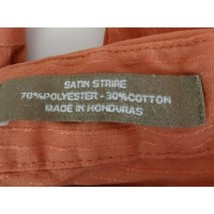 SATIN STRIPE
70%POLYESTER-30%COTTON
MADE IN HONDURAS